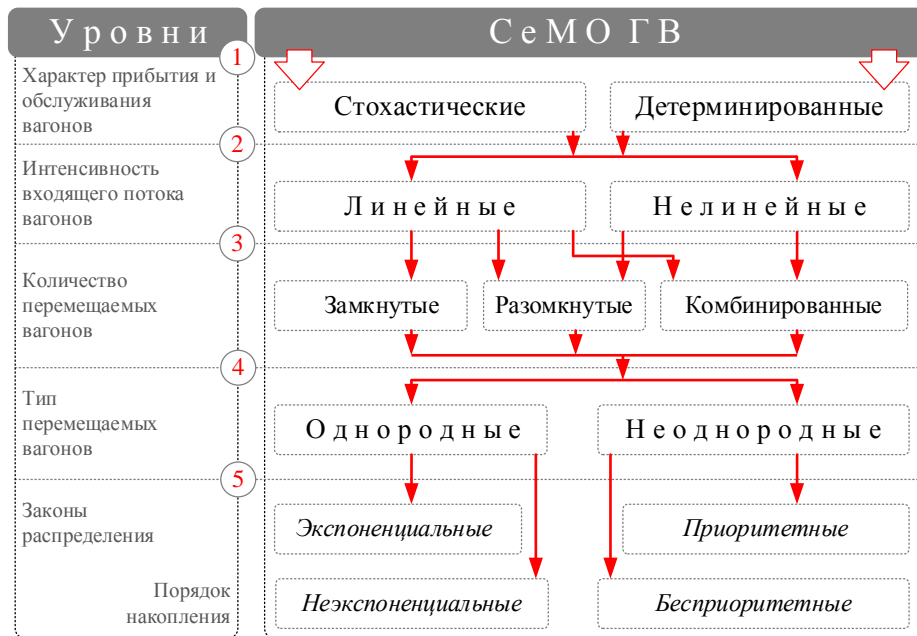 Уровни
СеМО ГВ
1
Характер прибытия и
обслуживания
вагонов
Стохастические
Детерминированные
2
Интенсивность
входящего потока
вагонов
Линейные
Нелинейные
3
Количество
перемещаемых
вагонов
Замкнутые
Разомкнутые
Комбинированные
4
Тип
перемещаемых
вагонов
Однородные
Неоднородные
5
Законы
распределения
Экспоненциальные
Приоритетные
Порядок
накопления
Неэкспоненциальные
Бесприоритетные